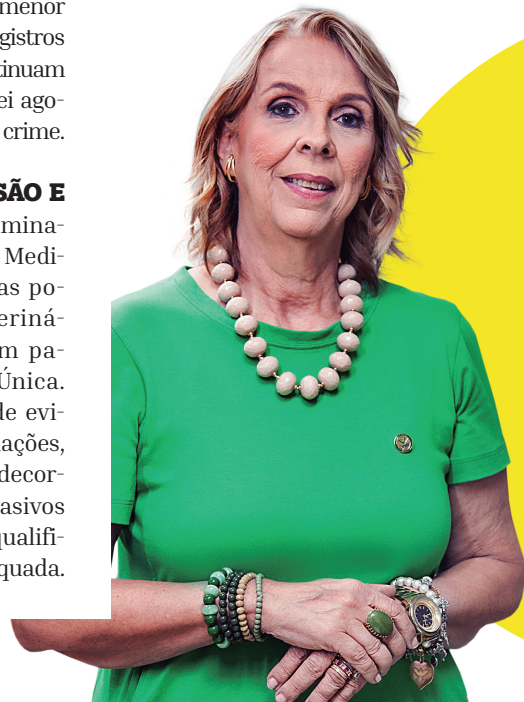 menor
gistros
tinuam
ei ago-
crime.
SÃO E
mina-
Medi-
as po-
eriná-
m pa-
Única.
de evi-
ações,
decor-
asivos
qualifi-
quada.